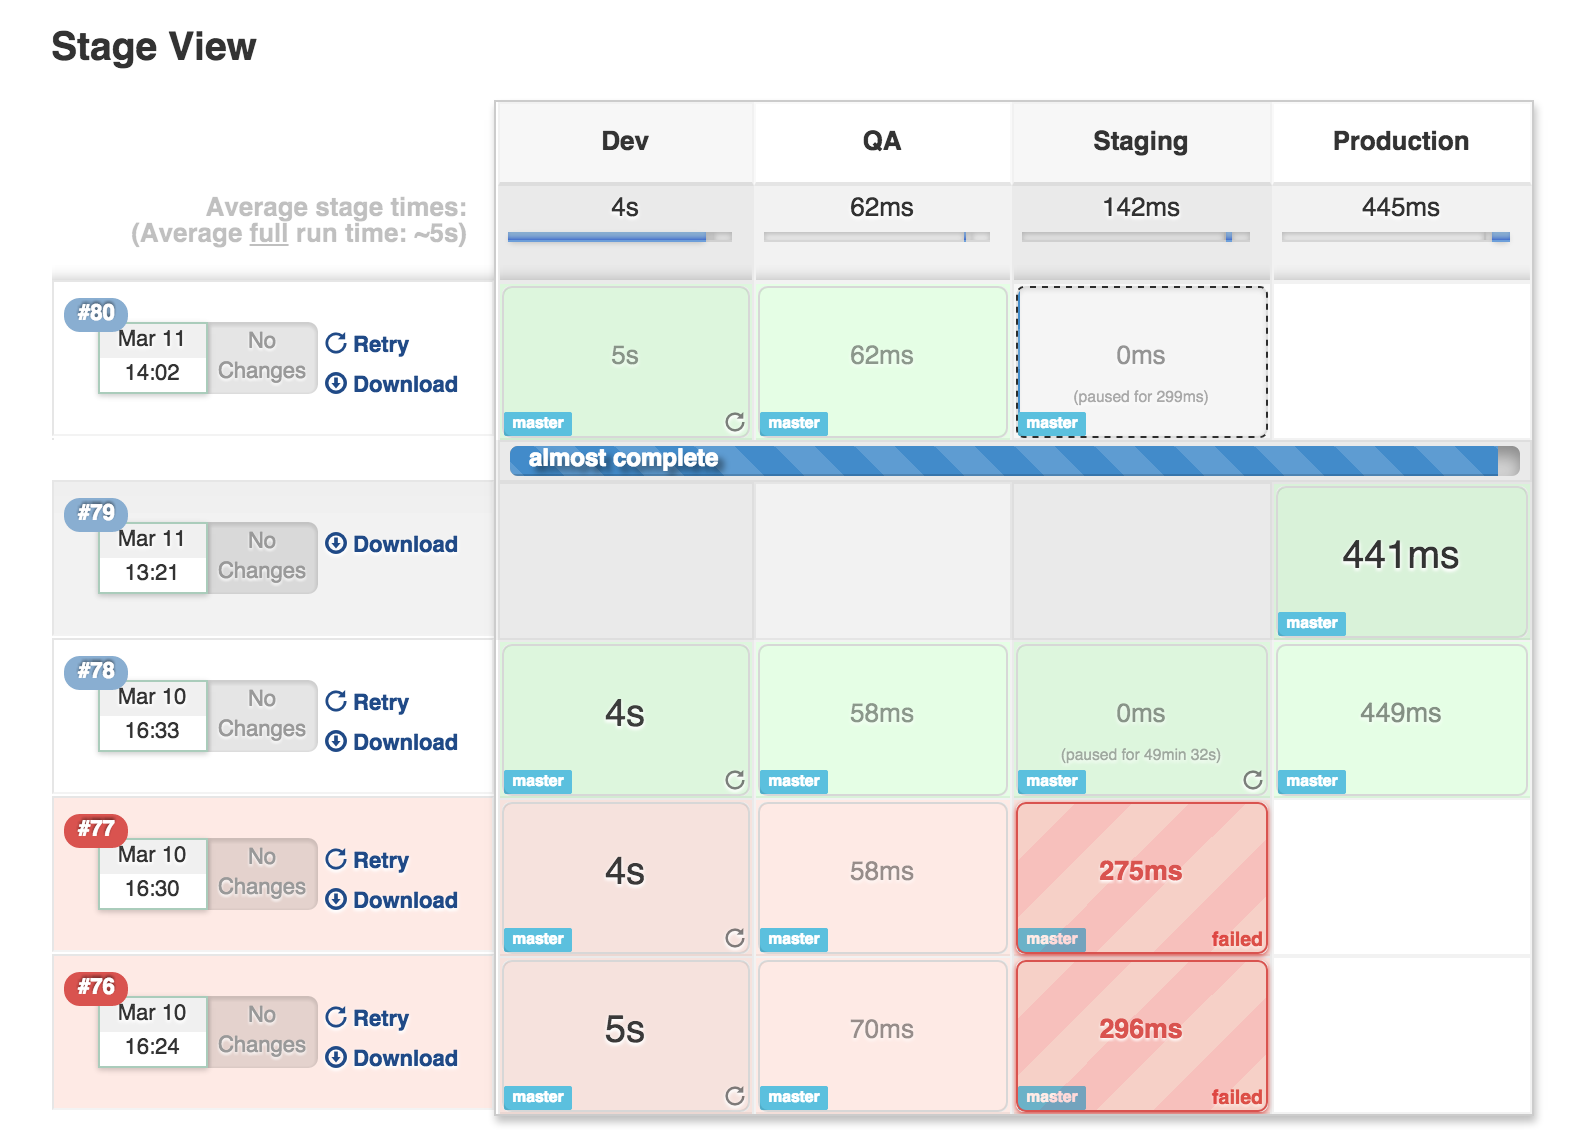 Stage View
Dev QA Staging Production
Average stage times:
(Average full run time: ~5s)
4s 62ms 142ms 445ms
#80
Mar 11
14:02
No
Changes
Retry
Download
5s
master
62ms
master
0ms
(paused for 299ms)
master
almost complete
#79
Mar 11
13:21
No
Changes
Download
441ms
master
#78
Mar 10
16:33
No
Changes
Retry
Download
4s
master
58ms
master
0ms
(paused for 49min 32s)
master
449ms
master
#77
Mar 10
16:30
No
Changes
Retry
Download
4s
master
58ms
master
275ms
master failed
#76
Mar 10
16:24
No
Changes
Retry
Download
5s
master
70ms
master
296ms
master failed